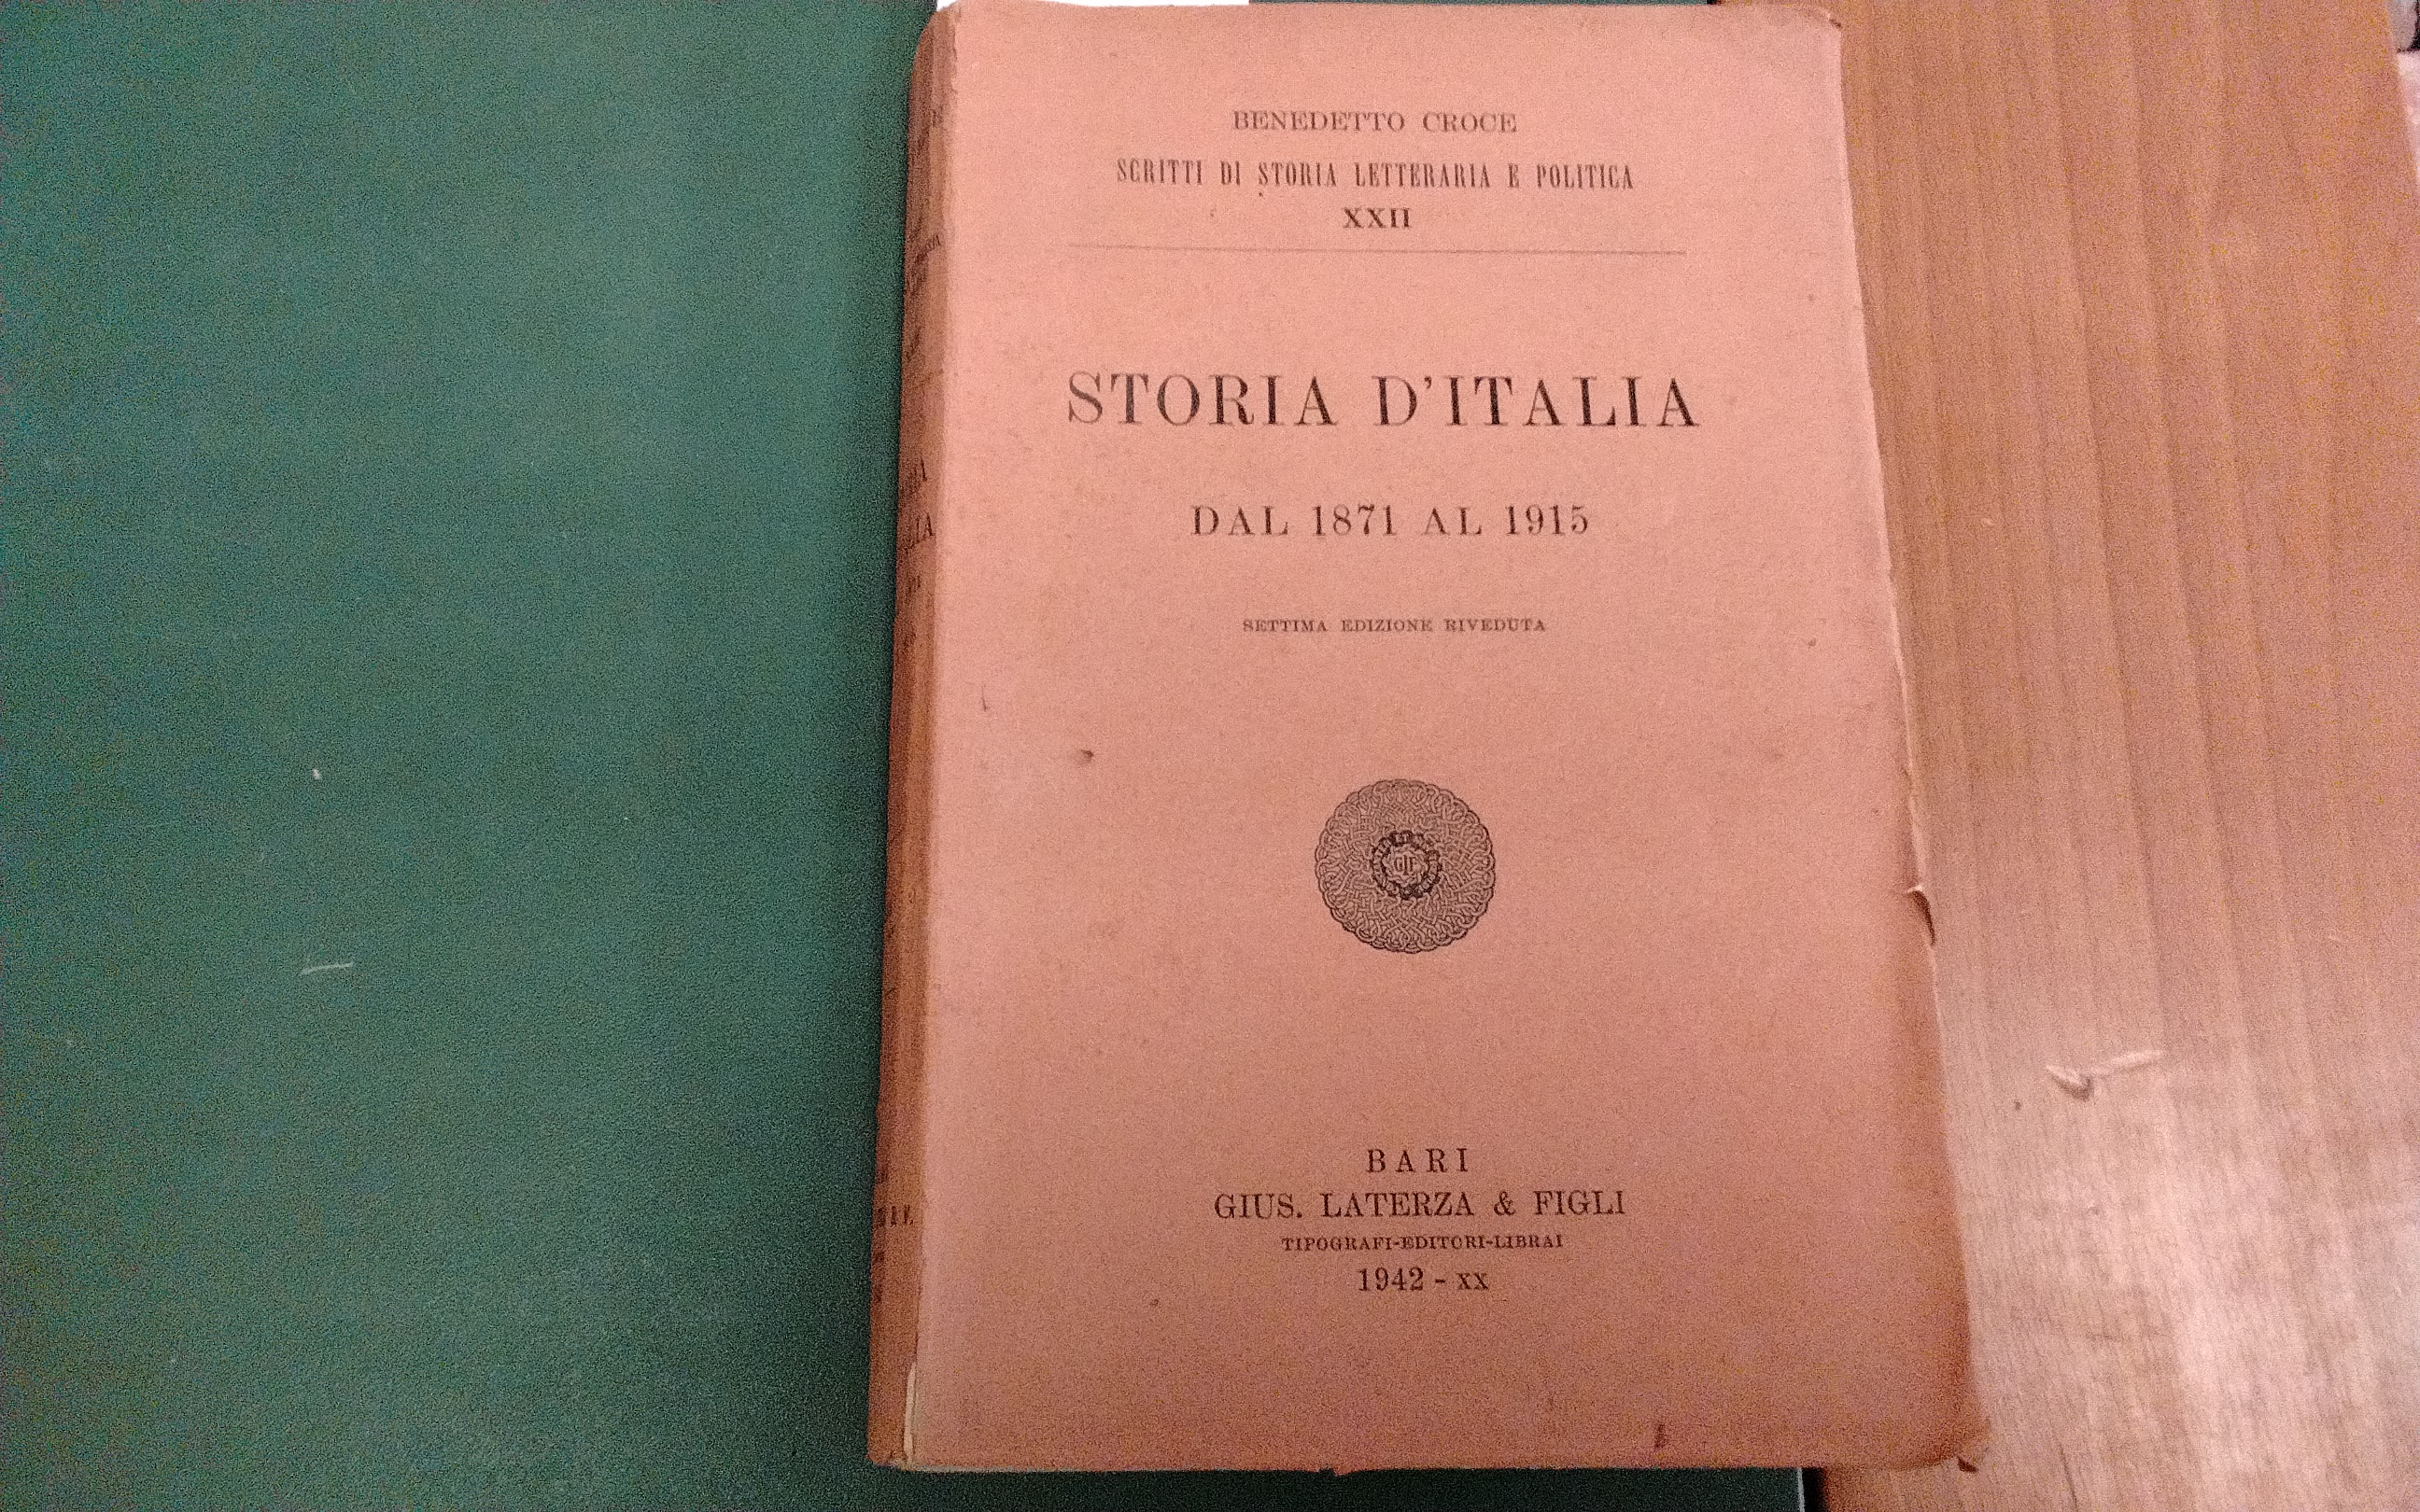 BENEDETTO CROCE
SCRITTI DI STORIA LETTERARIA E POLITICA
XXII
STORIA D'ITALIA
DAL 1871 AL 1915
SETTIMA EDIZIONE RIVEDUTA
BARI
GIUS. LATERZA & FIGLI
TIPOGRAFI-EDITORI-LIBRAI
1942 - XX